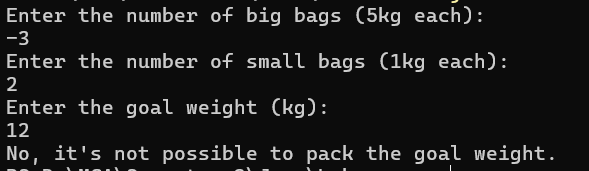 Enter the number of big bags (5kg each):
-3
Enter the number of small bags (1kg each):
2
Enter the goal weight (kg):
12
No, it's not possible to pack the goal weight.